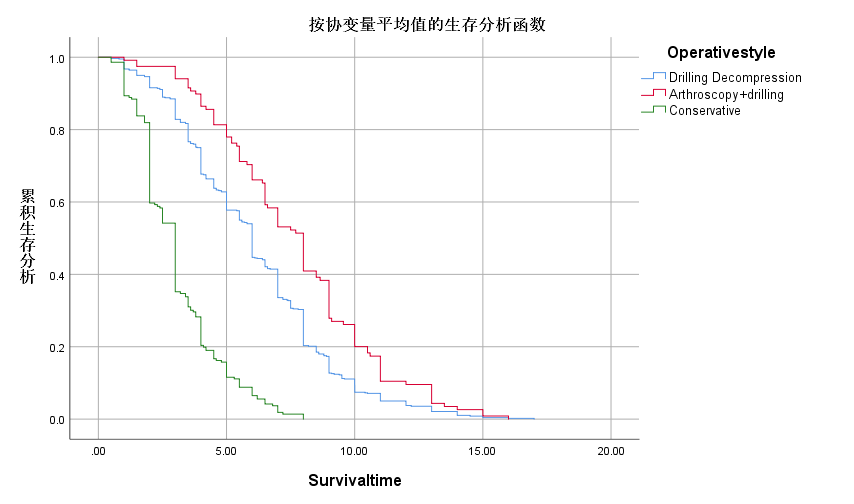 按协变量平均值的生存分析函数
Operativestyle
Drilling Decompression
Arthroscopy+drilling
Conservative
累积生存分析
1.0
0.8
0.6
0.4
0.2
0.0
.00
5.00
10.00
15.00
20.00
Survivaltime